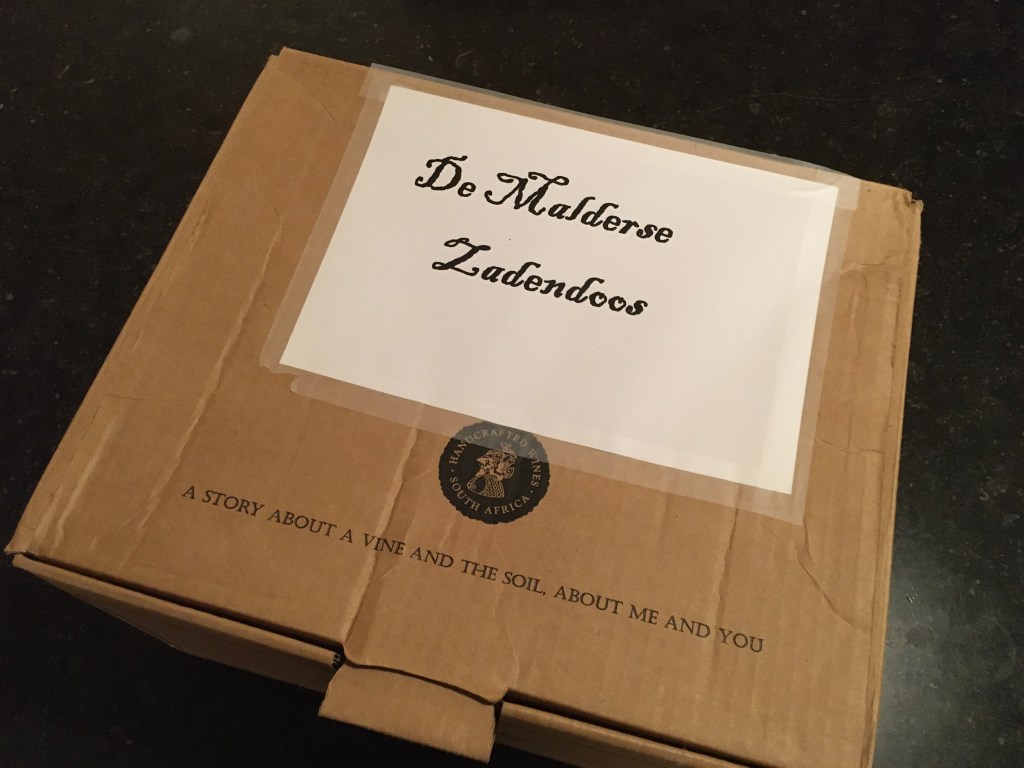 De Malderse
Zadendoos
· HANDCRAFTED WINES ·
SOUTH AFRICA
A STORY ABOUT A VINE AND THE SOIL, ABOUT ME AND YOU